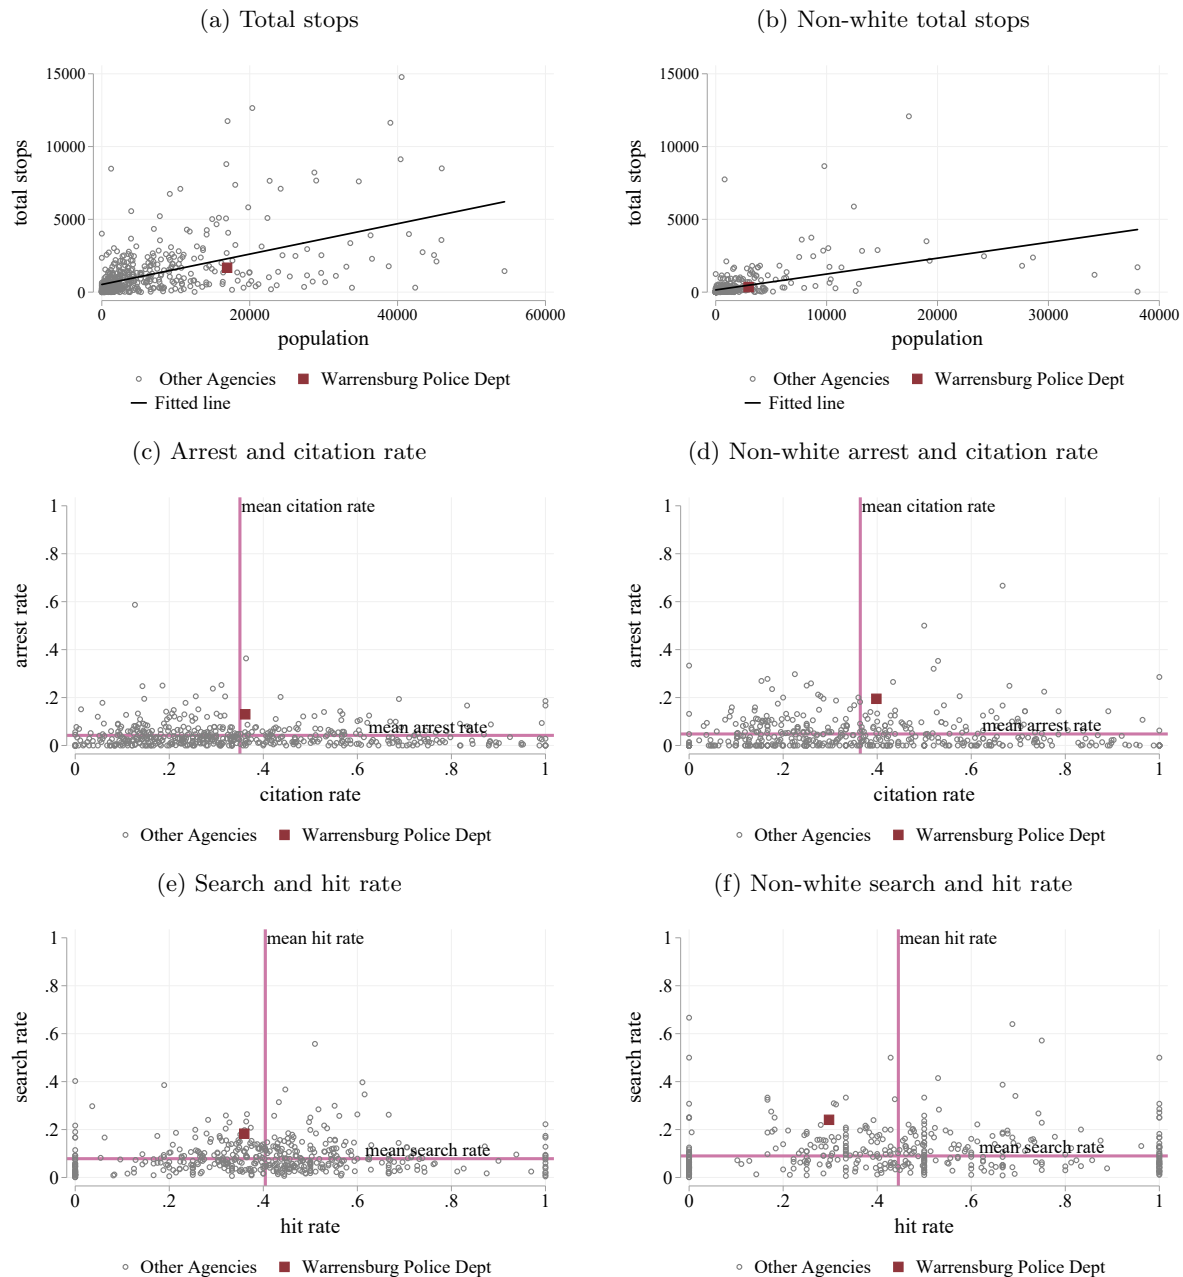 (a) Total stops
15000
10000
5000
0
total stops
0 20000 40000 60000
population
Other Agencies Warrensburg Police Dept
Fitted line
(b) Non-white total stops
15000
10000
5000
0
total stops
0 10000 20000 30000 40000
population
Other Agencies Warrensburg Police Dept
Fitted line
(c) Arrest and citation rate
mean citation rate
1
.8
.6
.4
.2
0
arrest rate
mean arrest rate
0 .2 .4 .6 .8 1
citation rate
Other Agencies Warrensburg Police Dept
(d) Non-white arrest and citation rate
mean citation rate
1
.8
.6
.4
.2
0
arrest rate
mean arrest rate
0 .2 .4 .6 .8 1
citation rate
Other Agencies Warrensburg Police Dept
(e) Search and hit rate
mean hit rate
1
.8
.6
.4
.2
0
search rate
mean search rate
0 .2 .4 .6 .8 1
hit rate
Other Agencies Warrensburg Police Dept
(f) Non-white search and hit rate
mean hit rate
1
.8
.6
.4
.2
0
search rate
mean search rate
0 .2 .4 .6 .8 1
hit rate
Other Agencies Warrensburg Police Dept